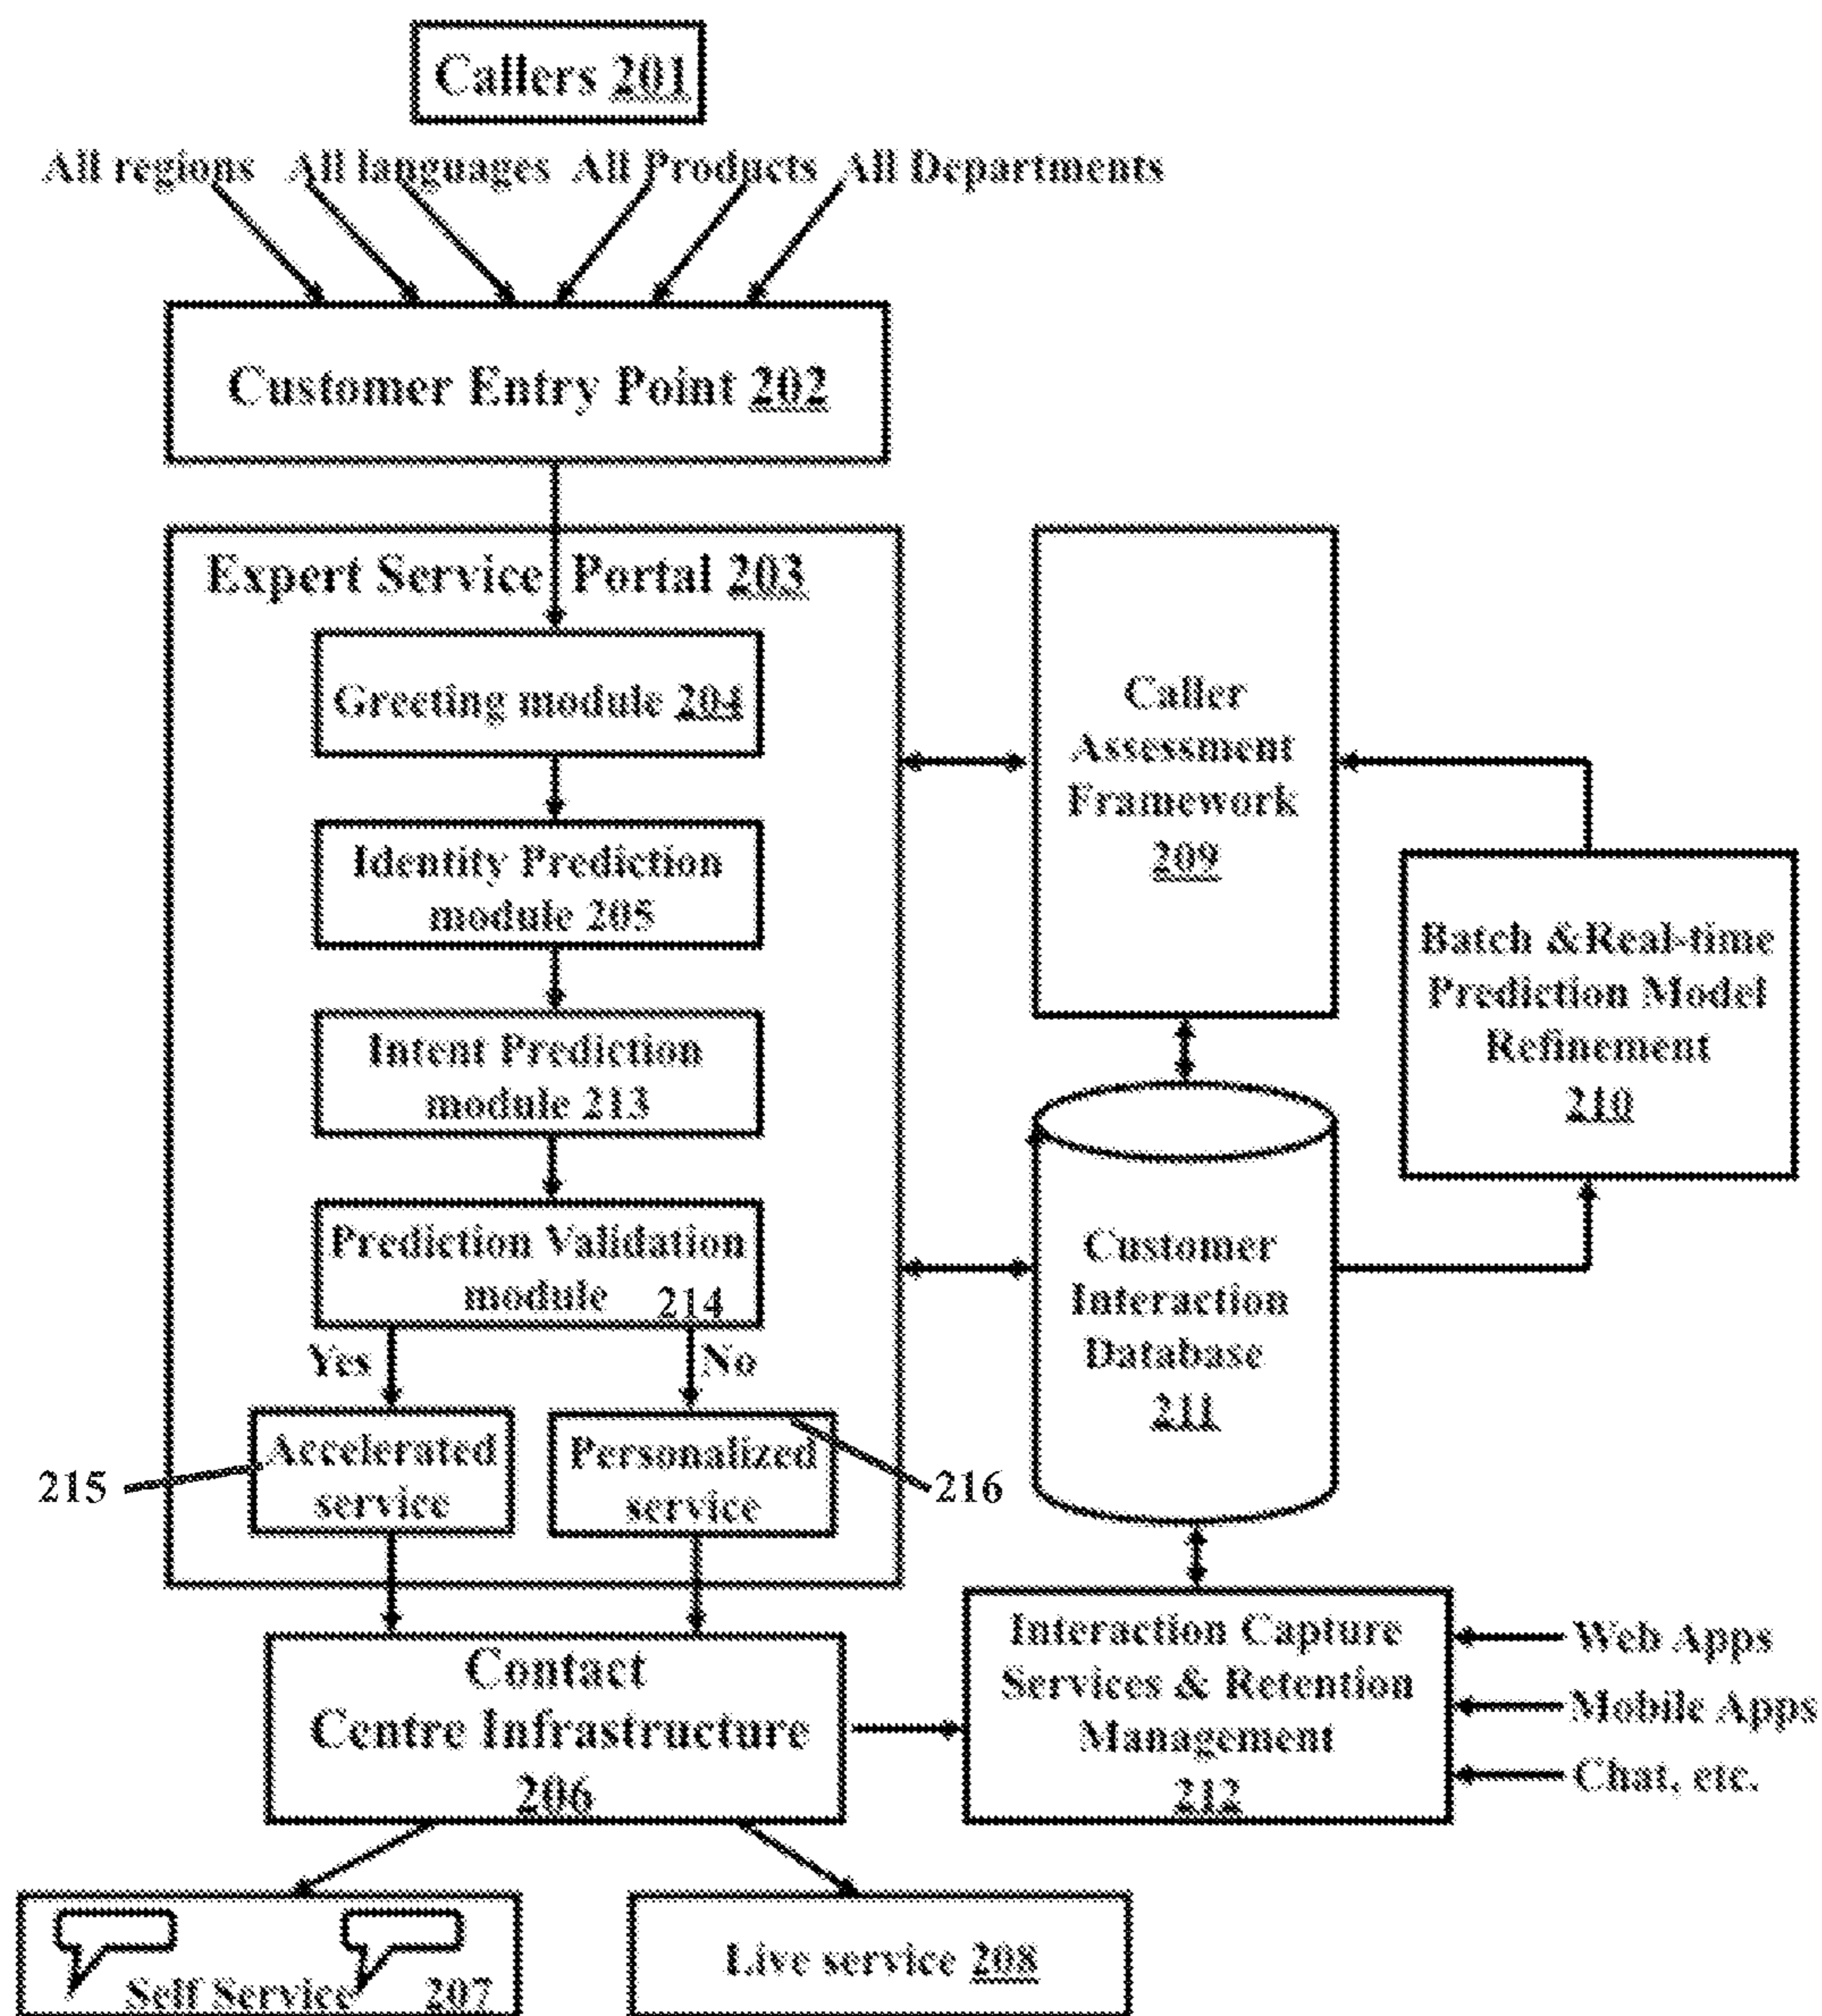 Callers 201
All regions All languages All Products All Departments
Customer Entry Point 202
Expert Service Portal 203
Greeting module 204
Identity Prediction
module 205
Intent Prediction
module 213
Prediction Validation
module 214
Yes
No
Accelerated
service
215
Personalized
service
216
Caller
Assessment
Framework
209
Batch &Real-time
Prediction Model
Refinement
210
Customer
Interaction
Database
211
Contact
Centre Infrastructure
206
Interaction Capture
Services & Retention
Management
212
Web Apps
Mobile Apps
Chat, etc.
Self Service 207
Live service 208